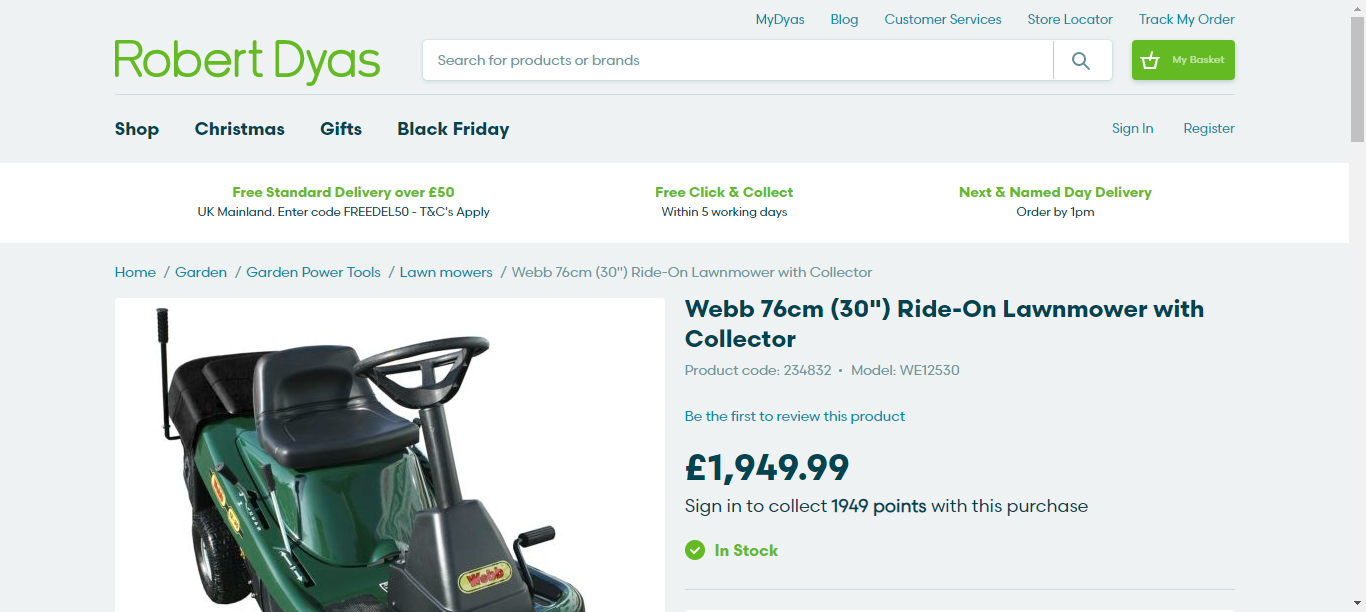 MyDyas Blog Customer Services Store Locator Track My Order
Robert Dyas
Search for products or brands
My Basket
Shop Christmas Gifts Black Friday
Sign In Register
Free Standard Delivery over £50
UK Mainland. Enter code FREEDEL50 - T&C's Apply
Free Click & Collect
Within 5 working days
Next & Named Day Delivery
Order by 1pm
Home / Garden / Garden Power Tools / Lawn mowers / Webb 76cm (30") Ride-On Lawnmower with Collector
Webb 76cm (30") Ride-On Lawnmower with
Collector
Product code: 234832 • Model: WE12530
Be the first to review this product
£1,949.99
Sign in to collect 1949 points with this purchase
In Stock
Webb